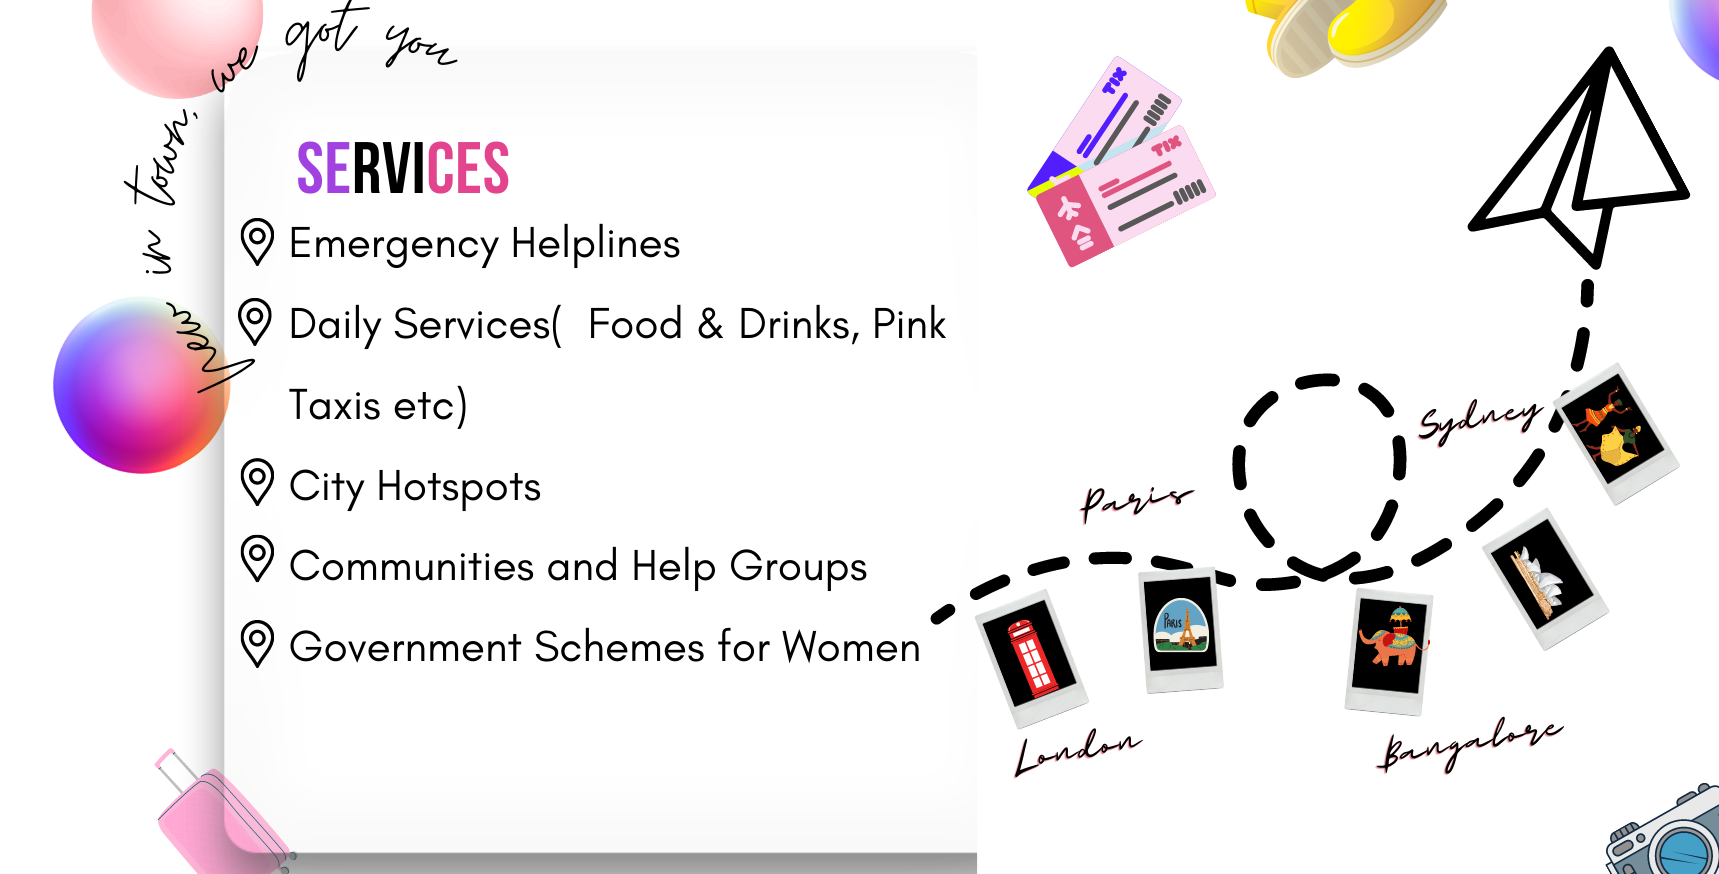 New in town, we got you
SERVICES
Emergency Helplines
Daily Services(  Food & Drinks, Pink
Taxis etc)
City Hotspots
Communities and Help Groups
Government Schemes for Women
TIX
TIX
Sydney
Paris
PARIS
London
Bangalore